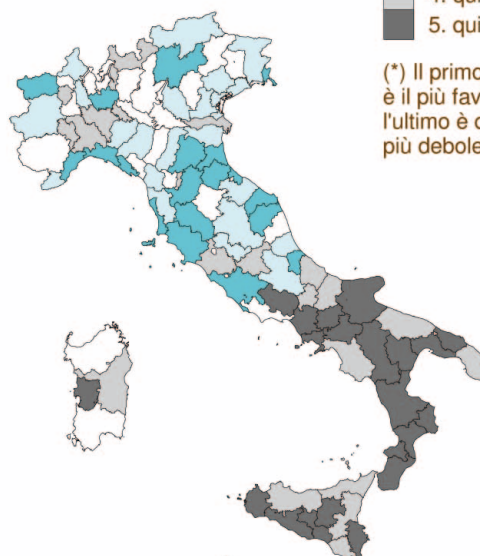 5. qui
(*) Il primo
è il più fav
l'ultimo è
più debole